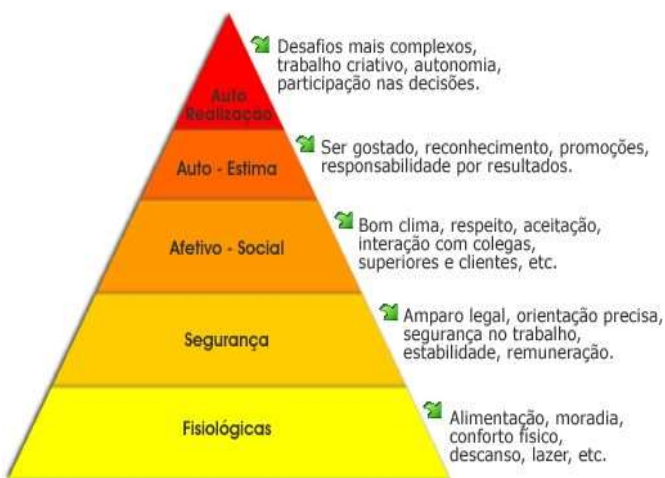 Desafios mais complexos,
trabalho criativo, autonomia,
participação nas decisões.
Auto
Realização
Ser gostado, reconhecimento, promoções,
responsabilidade por resultados.
Auto - Estima
Bom clima, respeito, aceitação,
interação com colegas,
superiores e clientes, etc.
Afetivo - Social
Amparo legal, orientação precisa,
segurança no trabalho,
estabilidade, remuneração.
Segurança
Alimentação, moradia,
conforto físico,
descanso, lazer, etc.
Fisiológicas